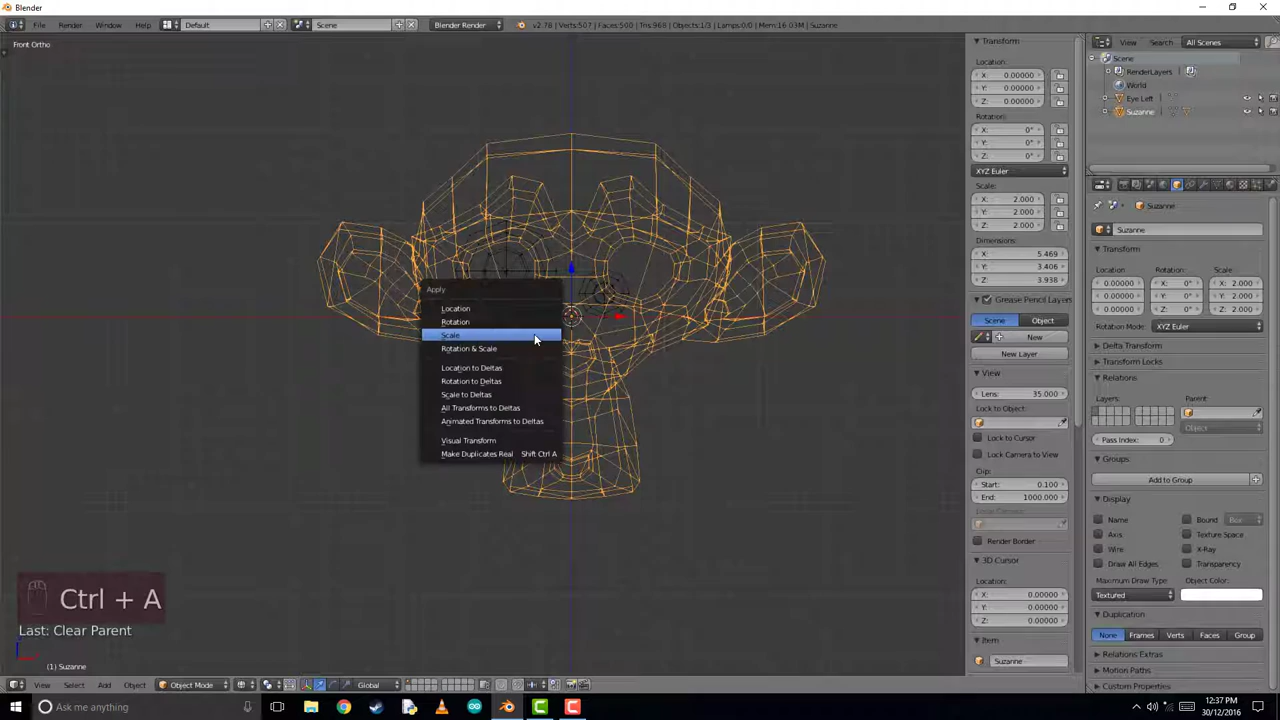 Blender
File Render Window Help Default Scene Blender Render v2.78 | Verts:507 | Faces:500 | Tris:968 | Objects:1/3 | Lamps:0/0 | Mem:16.03M | Suzanne
Front Ortho
Apply
Location
Rotation
Scale
Rotation & Scale
Location to Deltas
Rotation to Deltas
Scale to Deltas
All Transforms to Deltas
Animated Transforms to Deltas
Visual Transform
Make Duplicates Real Shift Ctrl A
Ctrl + A
Last: Clear Parent
(1) Suzanne
View Select Add Object Object Mode Global
Transform
Location:
X: 0.00000
Y: 0.00000
Z: 0.00000
Rotation:
X: 0°
Y: 0°
Z: 0°
XYZ Euler
Scale:
X: 2.000
Y: 2.000
Z: 2.000
Dimensions:
X: 5.469
Y: 3.406
Z: 3.938
Grease Pencil Layers
Scene Object
New
New Layer
View
Lens: 35.000
Lock to Object:
Lock to Cursor
Lock Camera to View
Clip:
Start: 0.100
End: 1000.000
Render Border
3D Cursor
Location:
X: 0.00000
Y: 0.00000
Z: 0.00000
Item
Suzanne
View Search All Scenes
Scene
RenderLayers
World
Eye Left
Suzanne
Suzanne
Suzanne
Transform
Location: Rotation: Scale:
0.00000 X: 0° X: 2.000
0.00000 Y: 0° Y: 2.000
0.00000 Z: 0° Z: 2.000
Rotation Mode: XYZ Euler
Delta Transform
Transform Locks
Relations
Layers: Parent:
Object
Pass Index: 0
Groups
Add to Group
Display
Name Bound Box
Axis Texture Space
Wire X-Ray
Draw All Edges Transparency
Maximum Draw Type: Object Color:
Textured
Duplication
None Frames Verts Faces Group
Relations Extras
Motion Paths
Custom Properties
Ask me anything
12:37 PM
30/12/2016